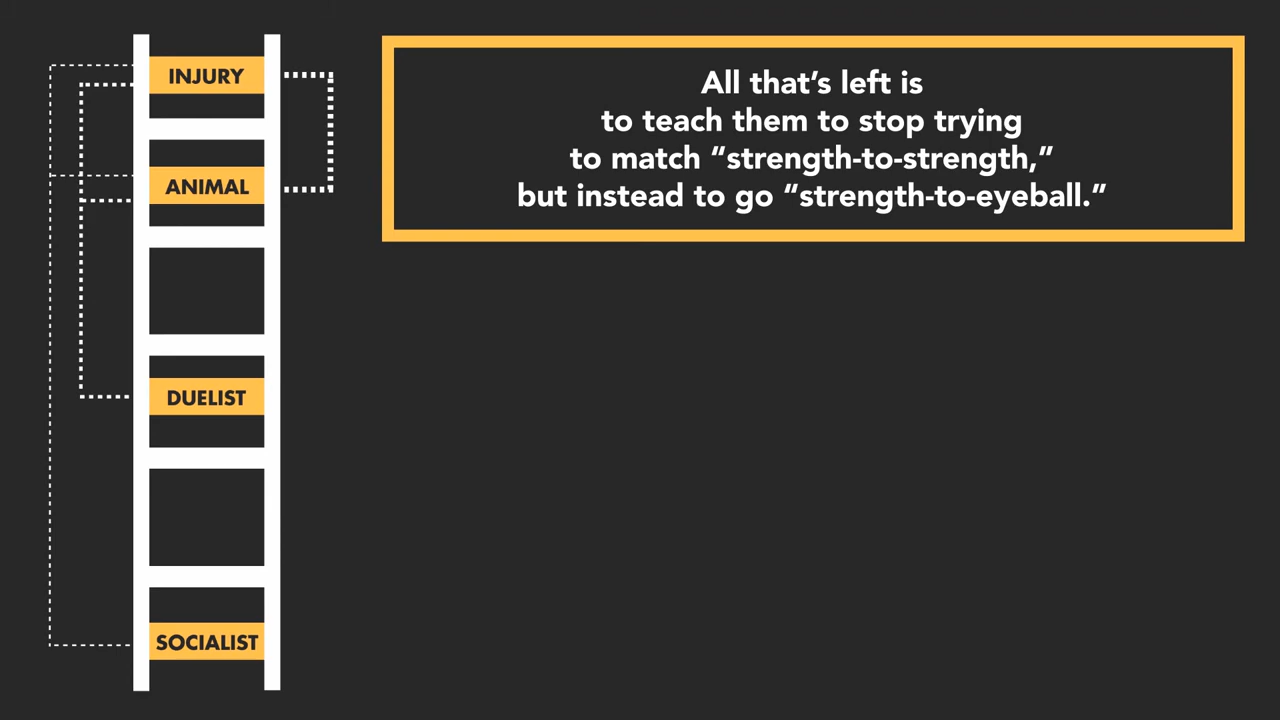 INJURY
ANIMAL
DUELIST
SOCIALIST
All that’s left is
to teach them to stop trying
to match “strength-to-strength,”
but instead to go “strength-to-eyeball.”